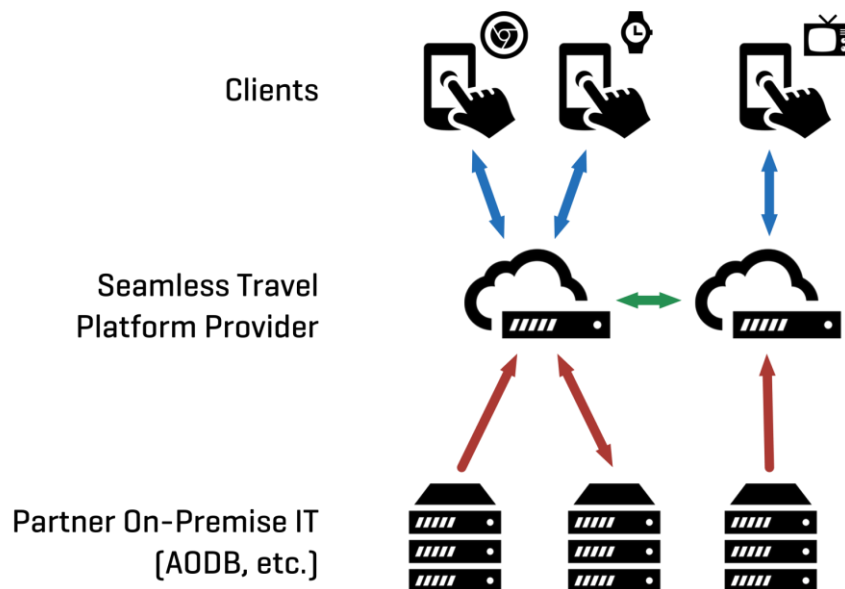 Clients
Seamless Travel
Platform Provider
Partner On-Premise IT
(AODB, etc.)